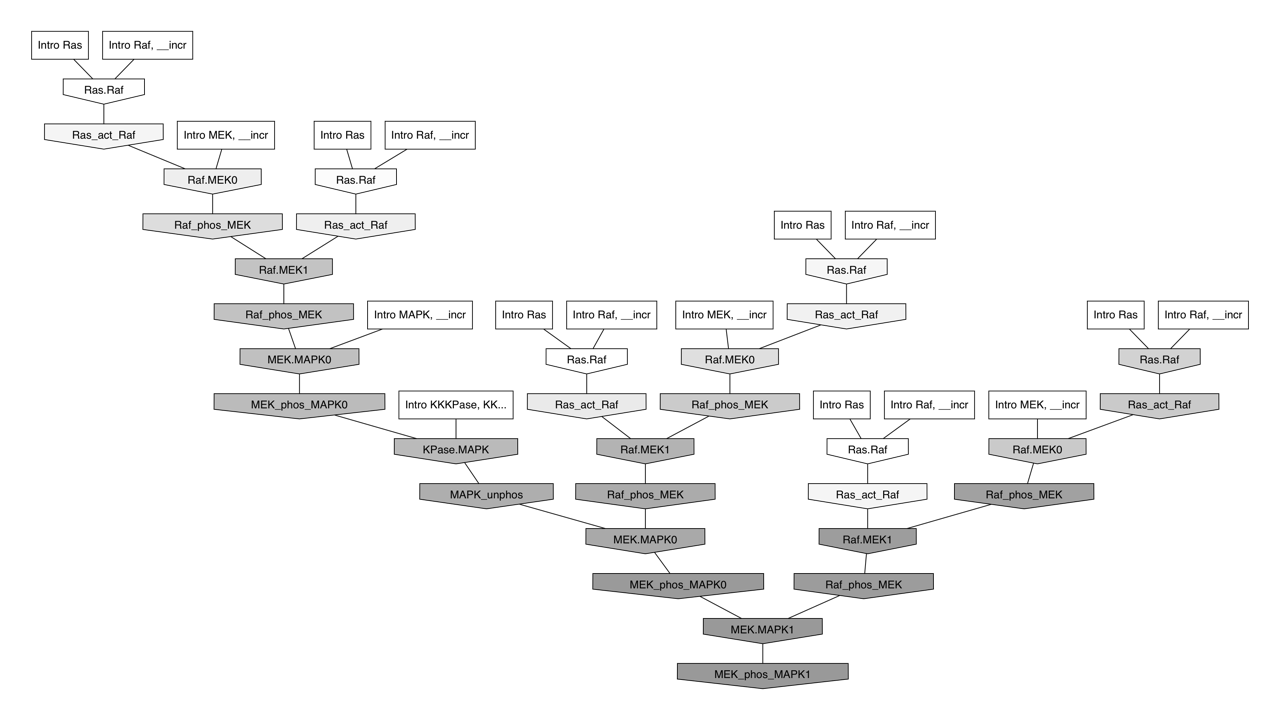 Intro Ras
Intro Raf, __incr
Ras.Raf
Ras_act_Raf
Intro MEK, __incr
Intro Ras
Intro Raf, __incr
Raf.MEK0
Ras.Raf
Raf_phos_MEK
Ras_act_Raf
Intro Ras
Intro Raf, __incr
Raf.MEK1
Ras.Raf
Raf_phos_MEK
Intro MAPK, __incr
Intro Ras
Intro Raf, __incr
Intro MEK, __incr
Ras_act_Raf
Intro Ras
Intro Raf, __incr
MEK.MAPK0
Ras.Raf
Raf.MEK0
Ras.Raf
MEK_phos_MAPK0
Intro KKKPase, KK...
Ras_act_Raf
Raf_phos_MEK
Intro Ras
Intro Raf, __incr
Intro MEK, __incr
Ras_act_Raf
KPase.MAPK
Raf.MEK1
Ras.Raf
Raf.MEK0
MAPK_unphos
Raf_phos_MEK
Ras_act_Raf
Raf_phos_MEK
MEK.MAPK0
Raf.MEK1
MEK_phos_MAPK0
Raf_phos_MEK
MEK.MAPK1
MEK_phos_MAPK1